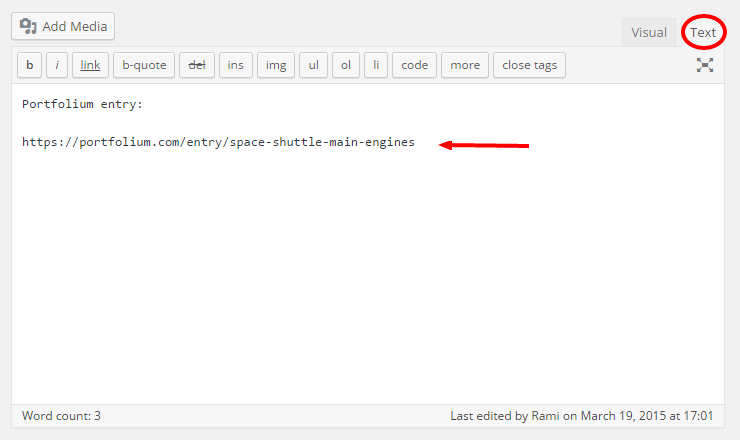 Add Media
Visual Text
b i link b-quote del ins img ul ol li code more close tags
Portfolium entry:
https://portfolium.com/entry/space-shuttle-main-engines
Word count: 3 Last edited by Rami on March 19, 2015 at 17:01